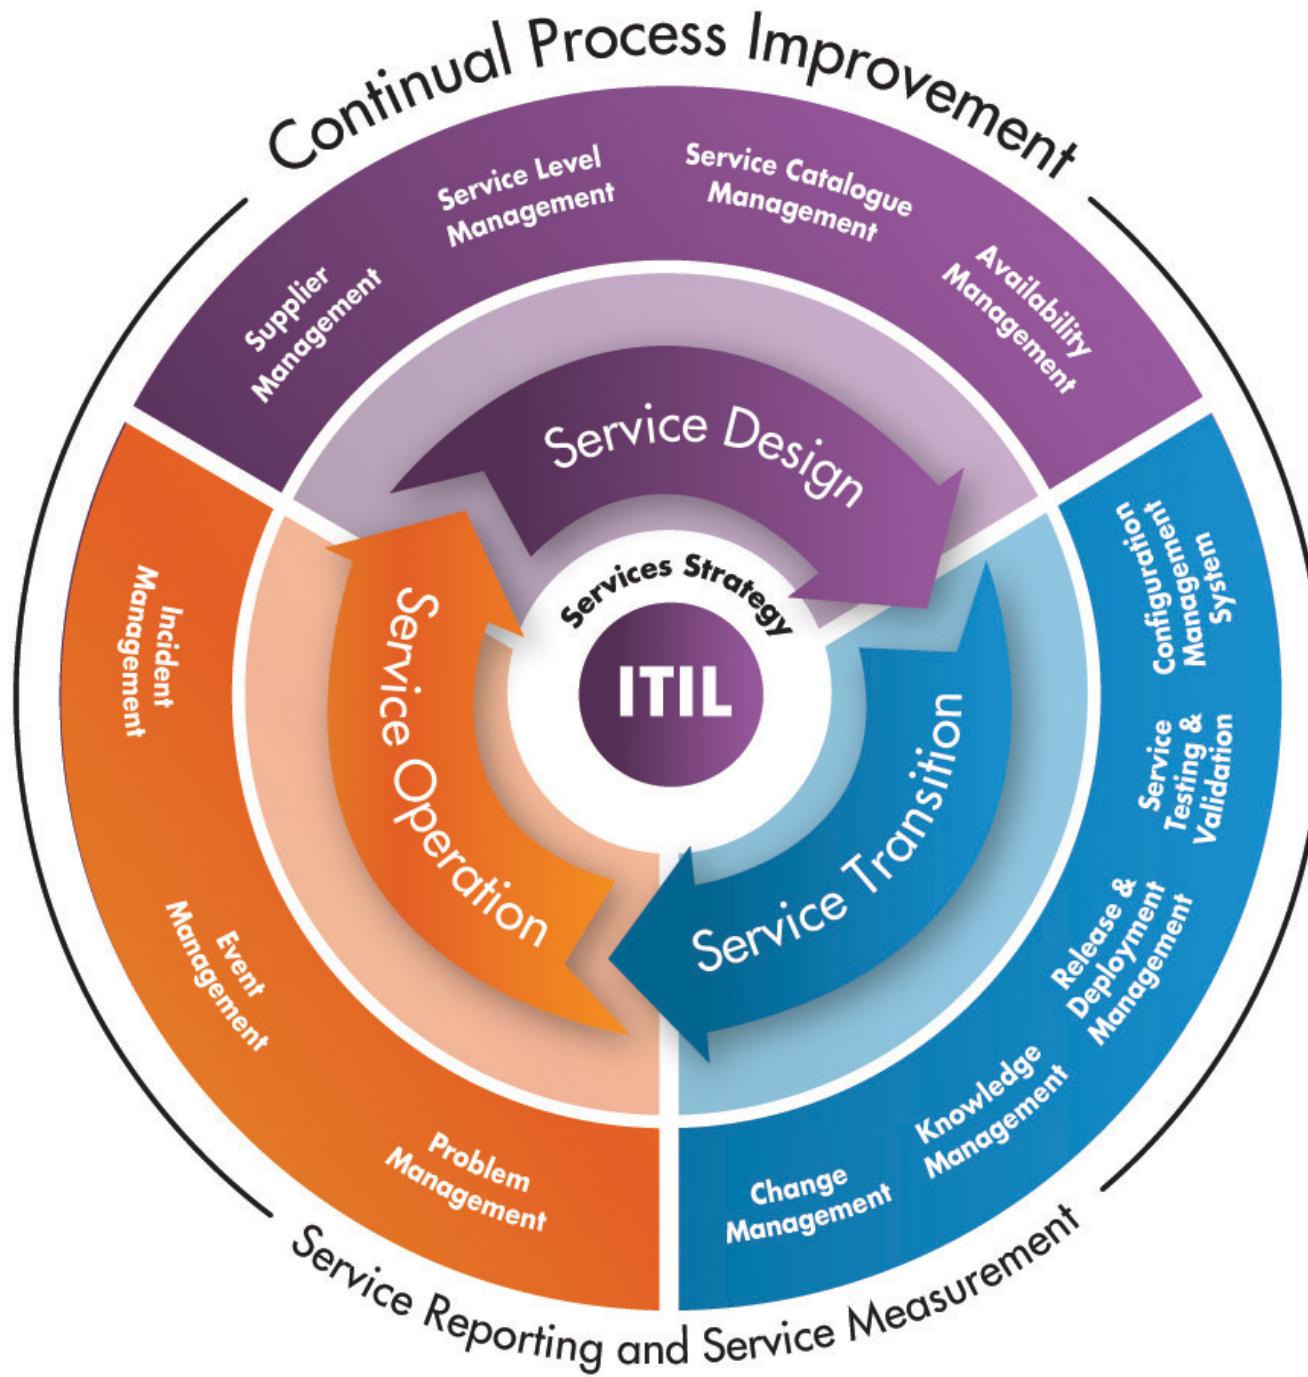 Continual Process Improvement
Supplier
Management
Service Level
Management
Service Catalogue
Management
Availability
Management
Service Design
Services Strategy
ITIL
Service Operation
Service Transition
Configuration
Management
System
Service
Testing &
Validation
Release &
Deployment
Management
Knowledge
Management
Change
Management
Incident
Management
Event
Management
Problem
Management
Service Reporting and Service Measurement